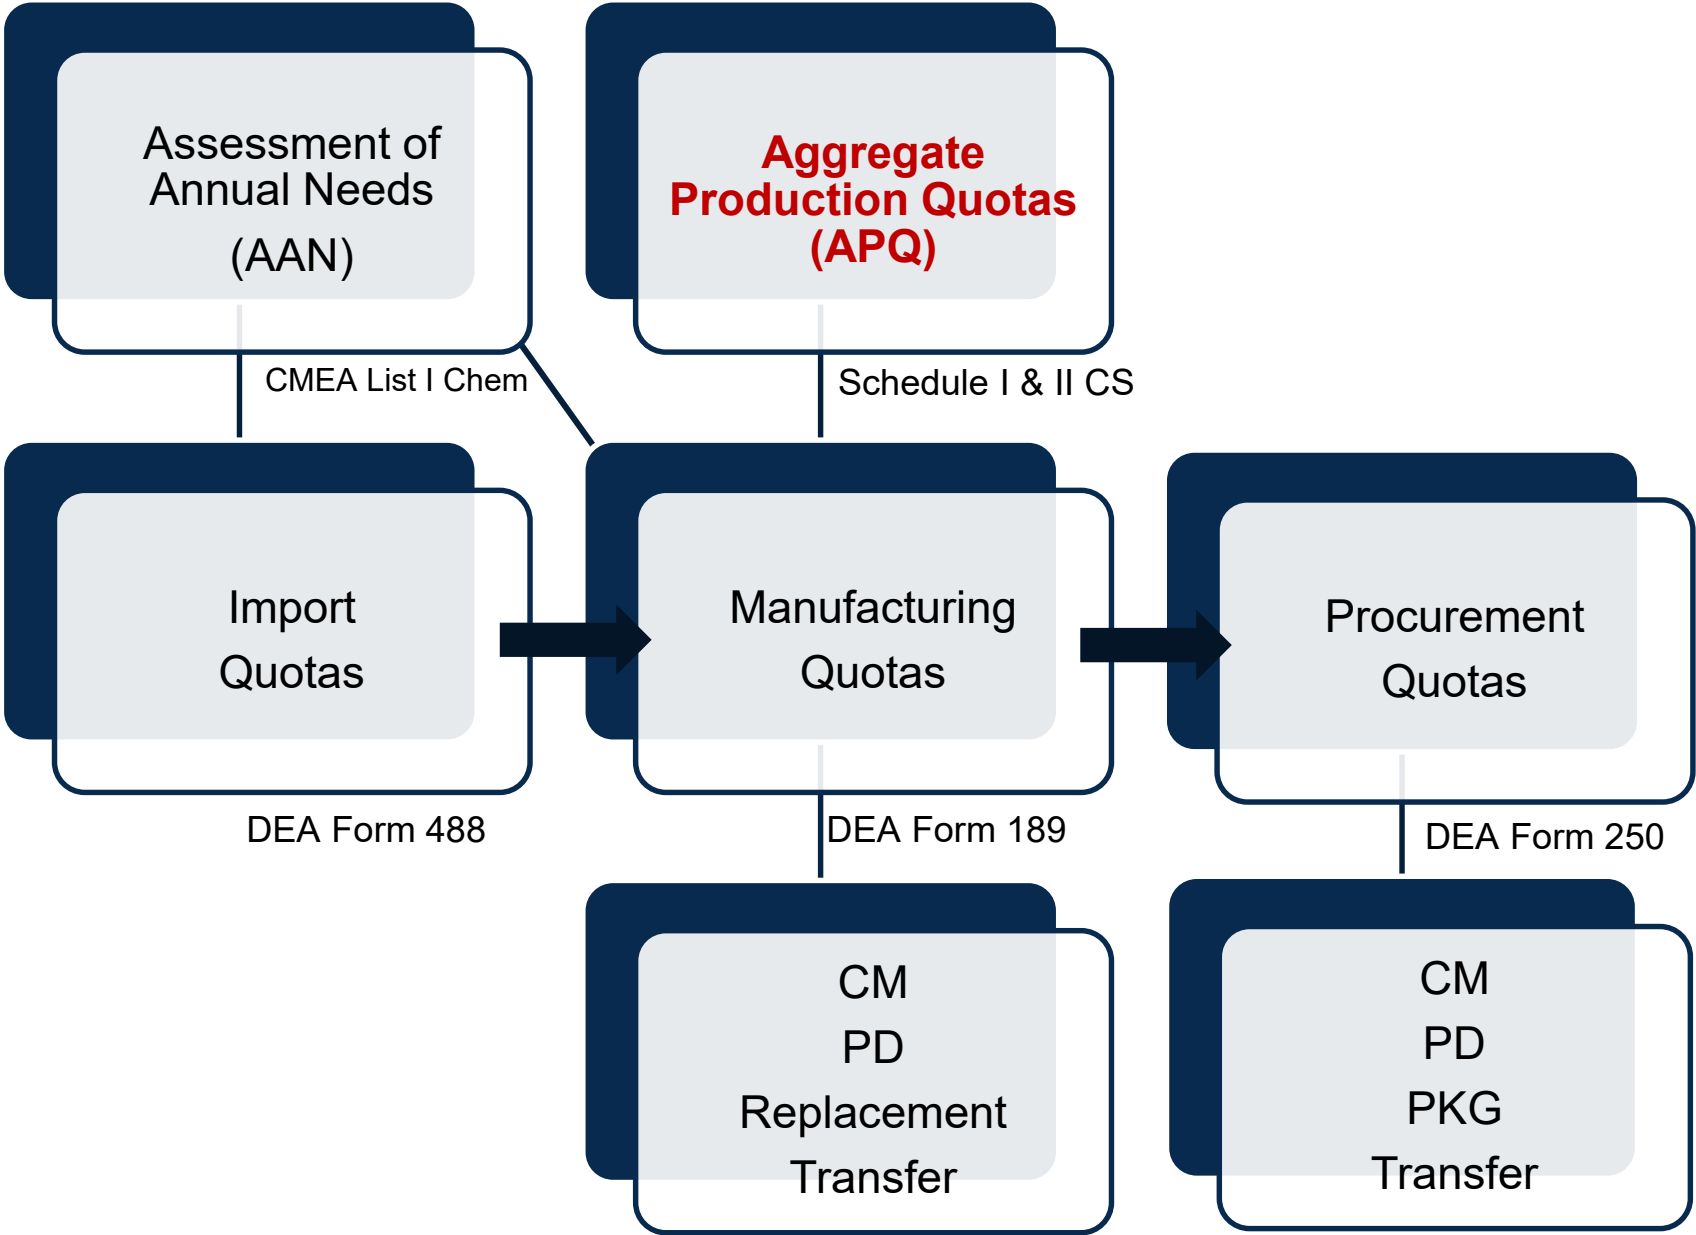 Assessment of
Annual Needs
(AAN)
Aggregate
Production Quotas
(APQ)
CMEA List I Chem
Schedule I & II CS
Import
Quotas
Manufacturing
Quotas
Procurement
Quotas
DEA Form 488
DEA Form 189
DEA Form 250
CM
PD
Replacement
Transfer
CM
PD
PKG
Transfer